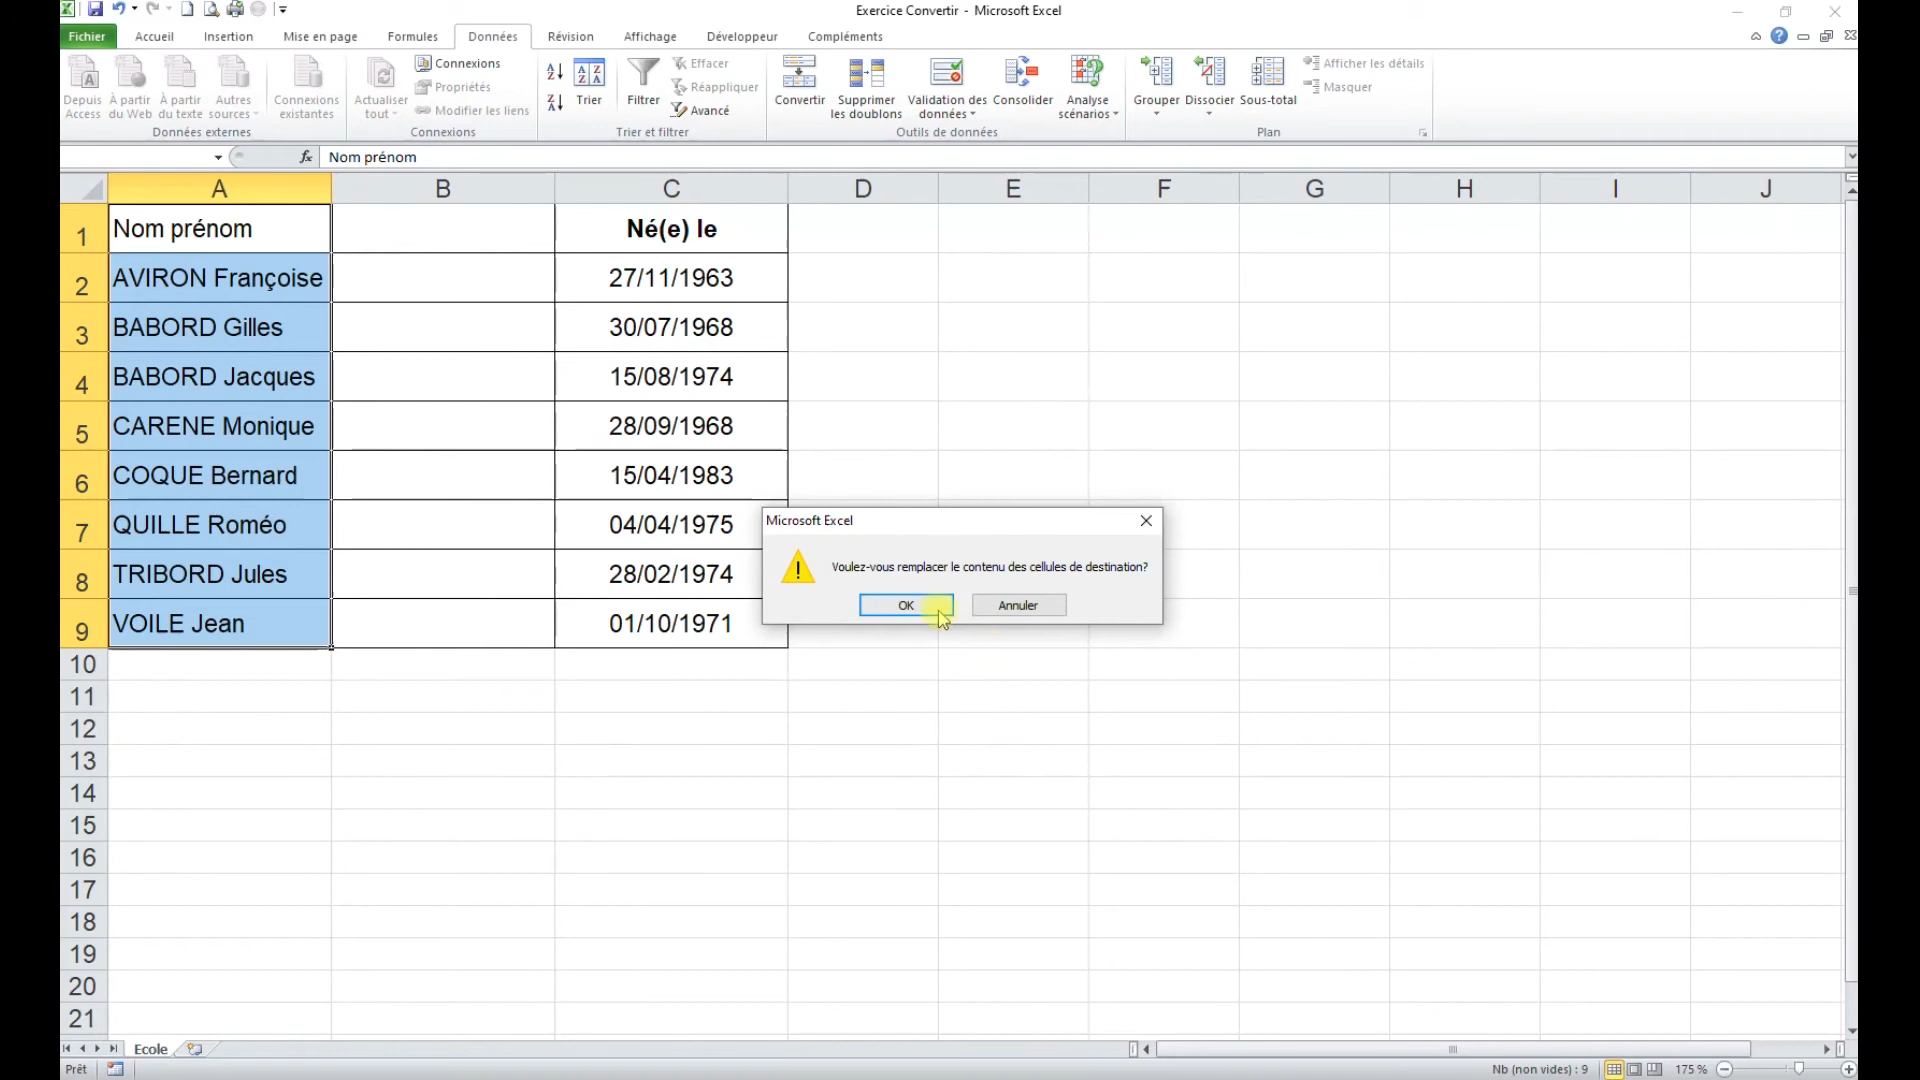 Exercice Convertir - Microsoft Excel
Fichier Accueil Insertion Mise en page Formules Données Révision Affichage Développeur Compléments
Depuis Access
À partir du Web
À partir du texte
Autres sources
Données externes
Connexions existantes
Actualiser tout
Connexions
Propriétés
Modifier les liens
Connexions
Trier
Filtrer
Effacer
Réappliquer
Avancé
Trier et filtrer
Convertir
Supprimer les doublons
Validation des données
Consolider
Analyse scénarios
Outils de données
Grouper
Dissocier
Sous-total
Afficher les détails
Masquer
Plan
fx Nom prénom
A B C D E F G H I J
1 Nom prénom Né(e) le
2 AVIRON Françoise 27/11/1963
3 BABORD Gilles 30/07/1968
4 BABORD Jacques 15/08/1974
5 CARENE Monique 28/09/1968
6 COQUE Bernard 15/04/1983
7 QUILLE Roméo 04/04/1975
8 TRIBORD Jules 28/02/1974
9 VOILE Jean 01/10/1971
10
11
12
13
14
15
16
17
18
19
20
21
Microsoft Excel
Voulez-vous remplacer le contenu des cellules de destination?
OK Annuler
Ecole
Prêt Nb (non vides) : 9 175 %